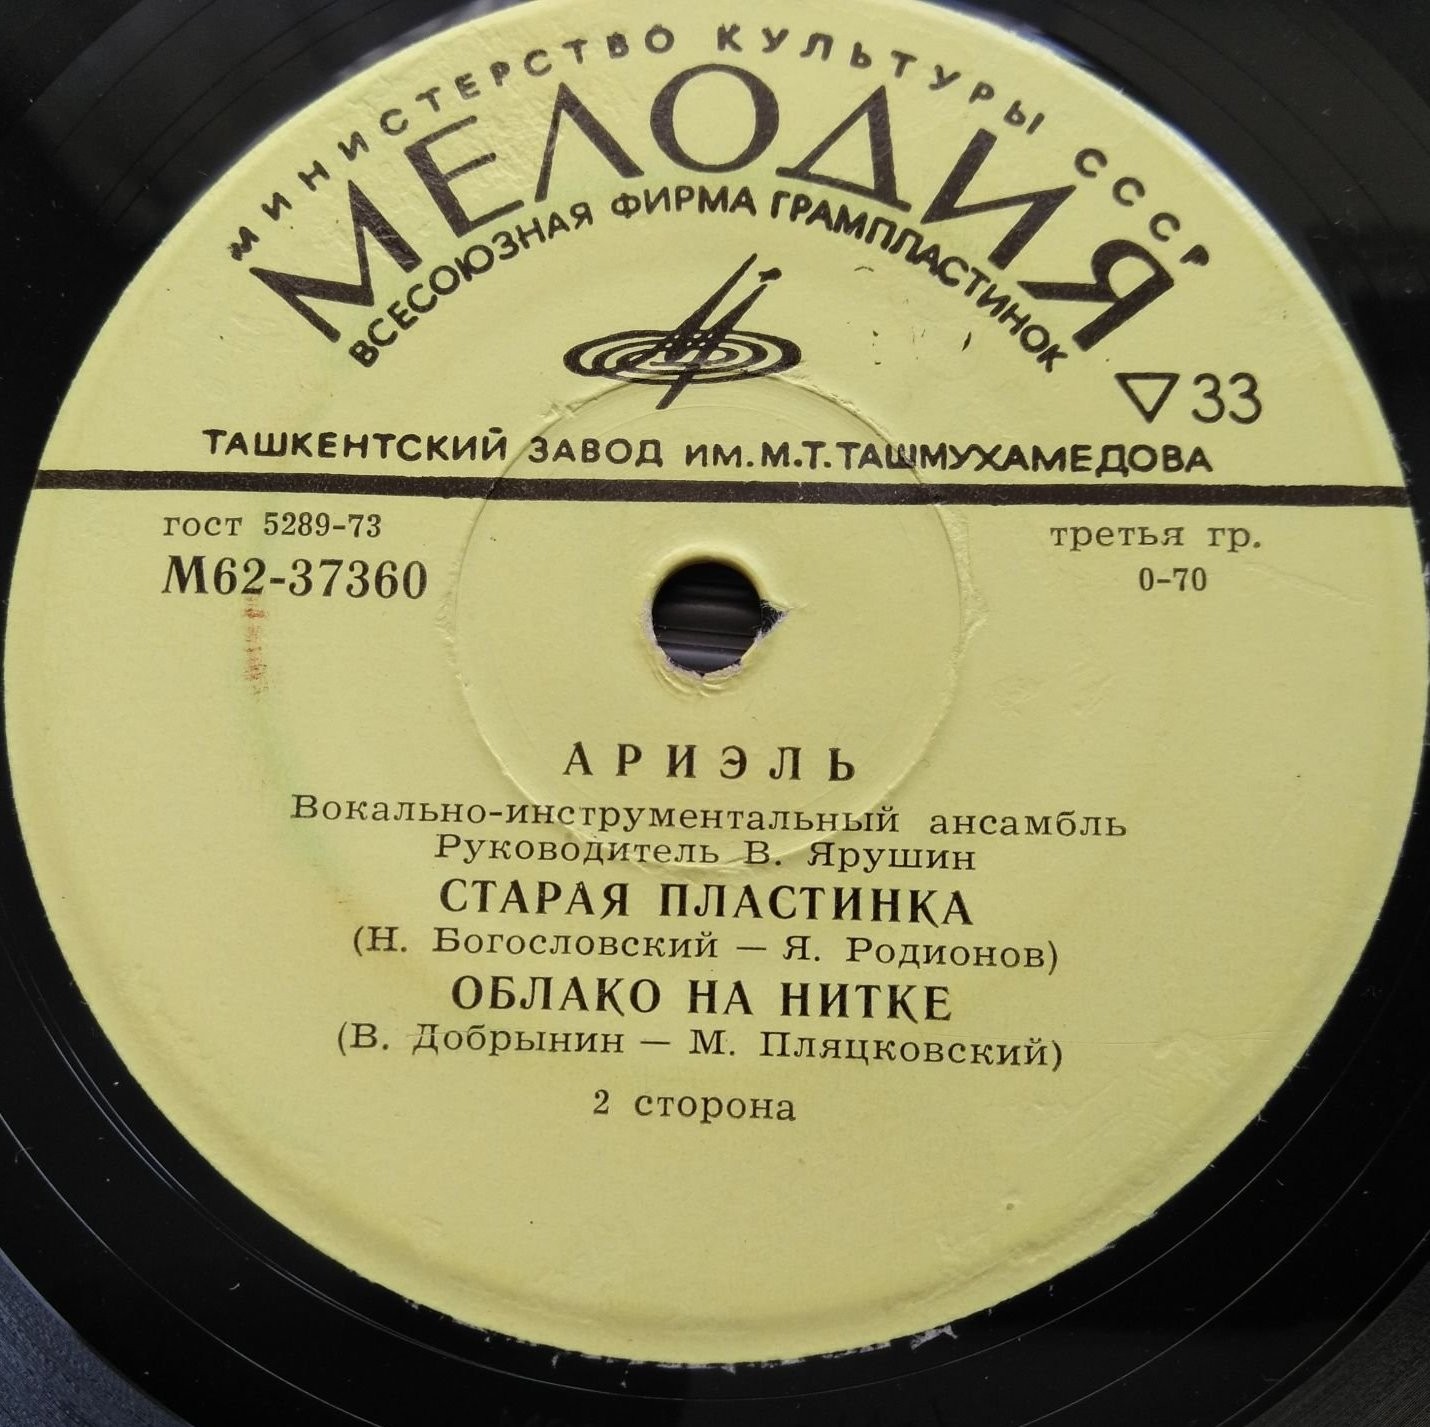 МИНИСТЕРСТВО КУЛЬТУРЫ СССР
МЕЛОДИЯ
ВСЕСОЮЗНАЯ ФИРМА ГРАМПЛАСТИНОК
▽33
ТАШКЕНТСКИЙ ЗАВОД ИМ.М.Т.ТАШМУХАМЕДОВА
гост 5289-73
третья гр.
М62-37360
0-70
АРИЭЛЬ
Вокально-инструментальный ансамбль
Руководитель В. Ярушин
СТАРАЯ ПЛАСТИНКА
(Н. Богословский — Я. Родионов)
ОБЛАКО НА НИТКЕ
(В. Добрынин — М. Пляцковский)
2 сторона